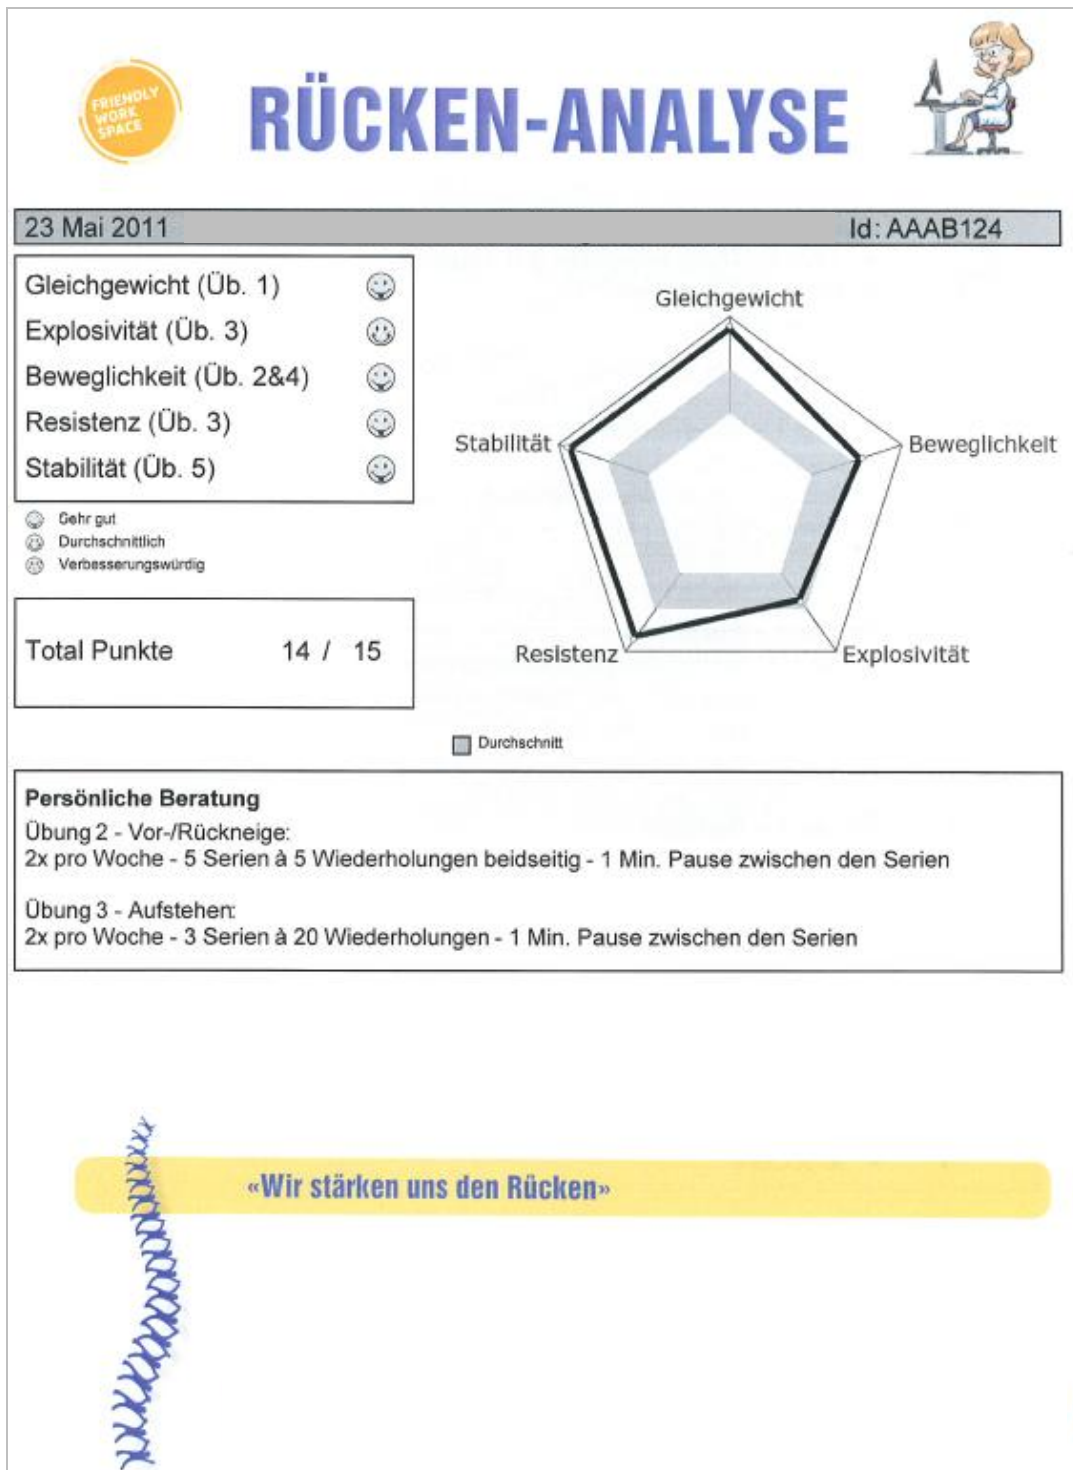 FRIENDLY
WORK
SPACE
RÜCKEN-ANALYSE
23 Mai 2011 Id: AAAB124
Gleichgewicht (Üb. 1)
Explosivität (Üb. 3)
Beweglichkeit (Üb. 2&4)
Resistenz (Üb. 3)
Stabilität (Üb. 5)
Gehr gut
Durchschnittlich
Verbesserungswürdig
Total Punkte 14 / 15
Gleichgewicht
Stabilität
Beweglichkeit
Resistenz
Explosivität
Durchschnitt
Persönliche Beratung
Übung 2 - Vor-/Rückneige:
2x pro Woche - 5 Serien à 5 Wiederholungen beidseitig - 1 Min. Pause zwischen den Serien
Übung 3 - Aufstehen:
2x pro Woche - 3 Serien à 20 Wiederholungen - 1 Min. Pause zwischen den Serien
«Wir stärken uns den Rücken»